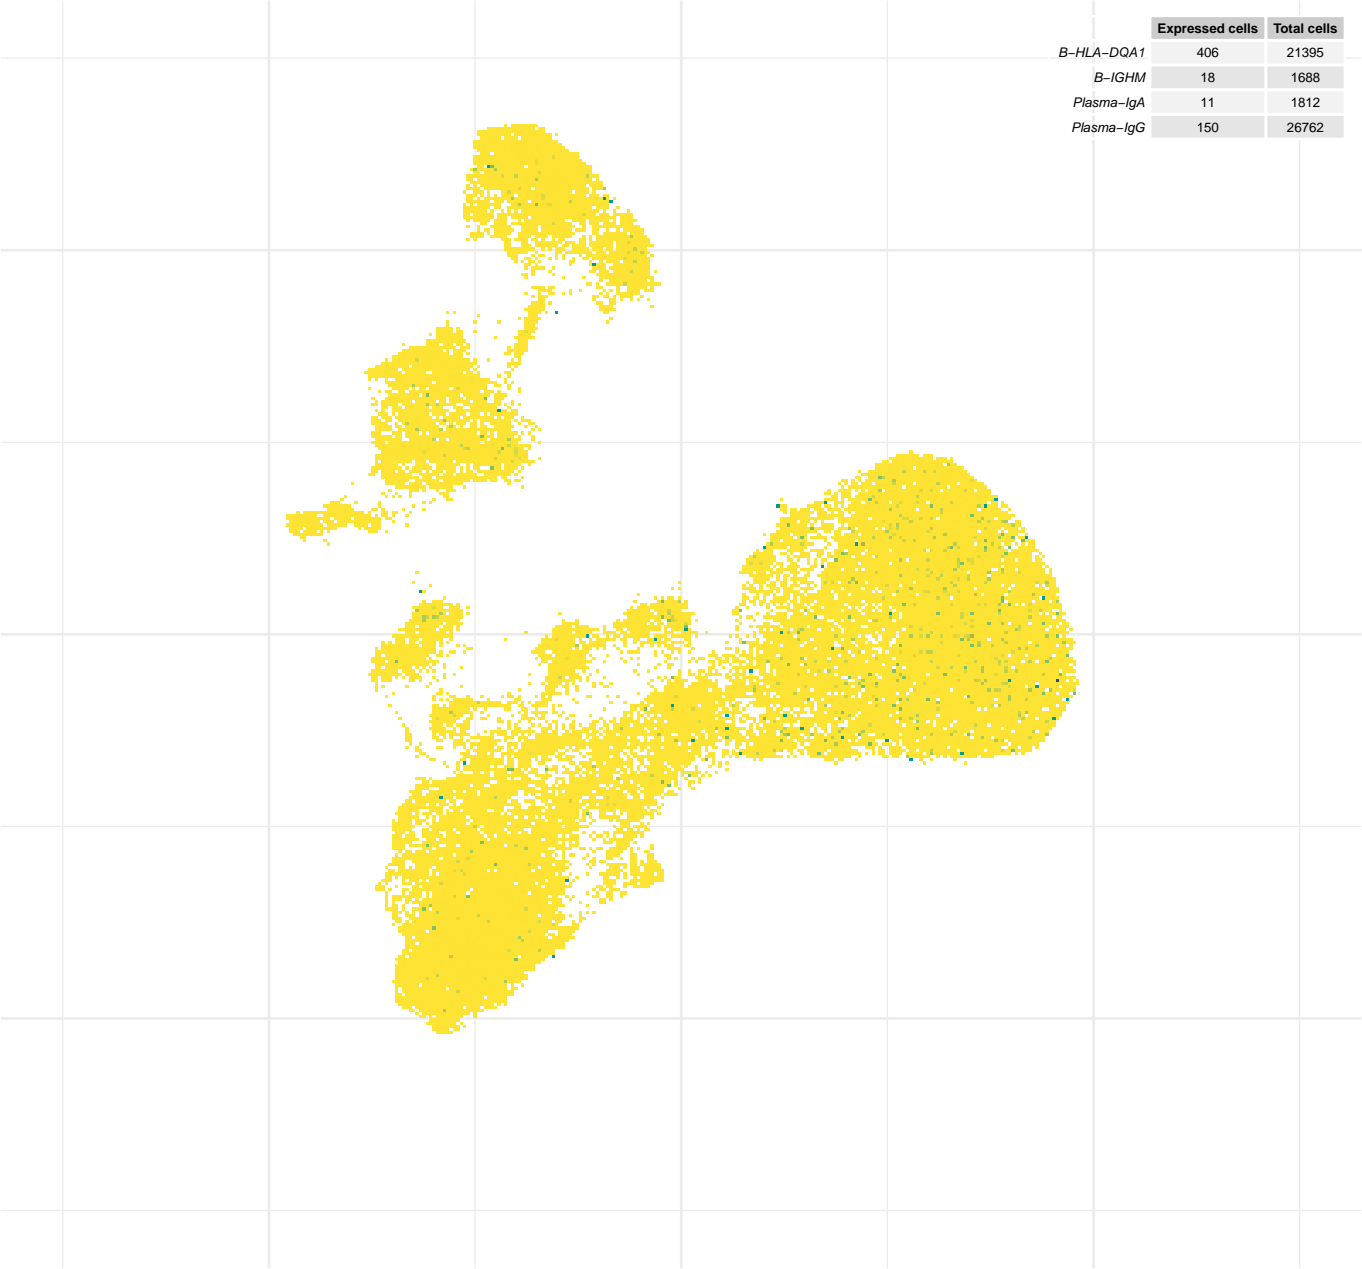 Expressed cells Total cells
B−HLA−DQA1 406 21395
B−IGHM 18 1688
Plasma−IgA 11 1812
Plasma−IgG 150 26762